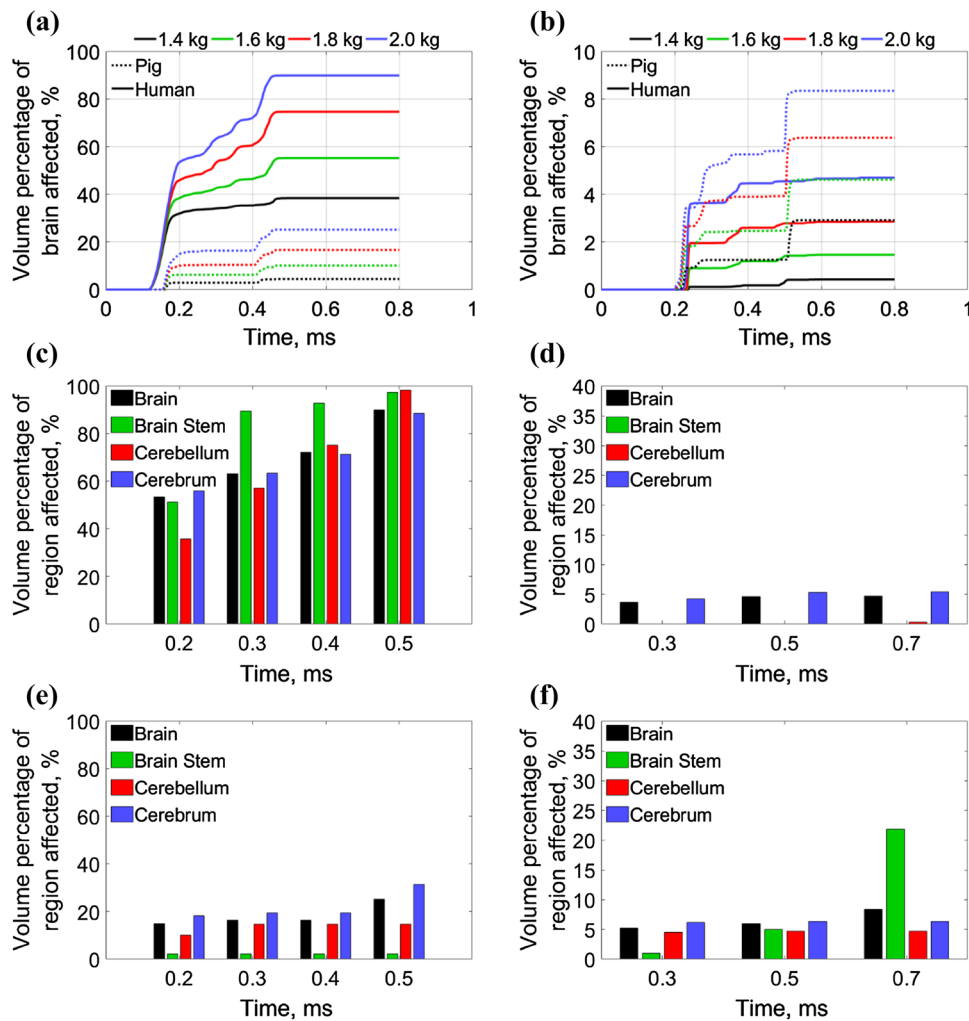 (a)
1.4 kg 1.6 kg 1.8 kg 2.0 kg
Pig
Human
Volume percentage of
brain affected, %
100
80
60
40
20
0
0 0.2 0.4 0.6 0.8 1
Time, ms
(b)
1.4 kg 1.6 kg 1.8 kg 2.0 kg
Pig
Human
Volume percentage of
brain affected, %
10
8
6
4
2
0
0 0.2 0.4 0.6 0.8 1
Time, ms
(c)
Brain
Brain Stem
Cerebellum
Cerebrum
Volume percentage of
region affected, %
100
80
60
40
20
0
0.2 0.3 0.4 0.5
Time, ms
(d)
Brain
Brain Stem
Cerebellum
Cerebrum
Volume percentage of
region affected, %
40
35
30
25
20
15
10
5
0
0.3 0.5 0.7
Time, ms
(e)
Brain
Brain Stem
Cerebellum
Cerebrum
Volume percentage of
region affected, %
100
80
60
40
20
0
0.2 0.3 0.4 0.5
Time, ms
(f)
Brain
Brain Stem
Cerebellum
Cerebrum
Volume percentage of
region affected, %
40
35
30
25
20
15
10
5
0
0.3 0.5 0.7
Time, ms